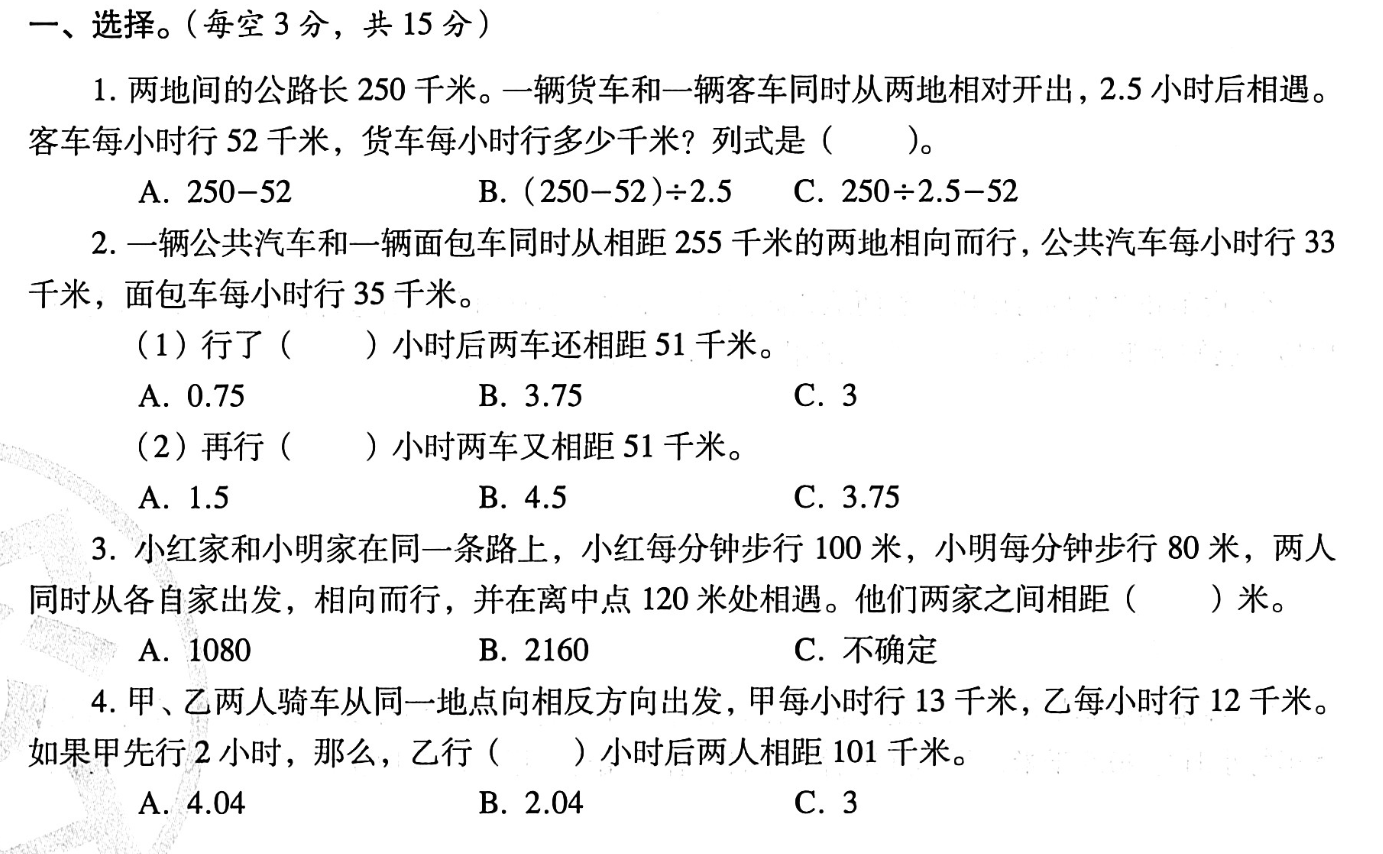 一、选择。（每空 3 分，共 15 分）
1. 两地间的公路长 250 千米。一辆货车和一辆客车同时从两地相对开出，2.5 小时后相遇。
客车每小时行 52 千米，货车每小时行多少千米？列式是（　　）。
A. 250－52　　B.（250－52）÷2.5　　C. 250÷2.5－52
2. 一辆公共汽车和一辆面包车同时从相距 255 千米的两地相向而行，公共汽车每小时行 33
千米，面包车每小时行 35 千米。
（1）行了（　　）小时后两车还相距 51 千米。
A. 0.75　　B. 3.75　　C. 3
（2）再行（　　）小时两车又相距 51 千米。
A. 1.5　　B. 4.5　　C. 3.75
3. 小红家和小明家在同一条路上，小红每分钟步行 100 米，小明每分钟步行 80 米，两人
同时从各自家出发，相向而行，并在离中点 120 米处相遇。他们两家之间相距（　　）米。
A. 1080　　B. 2160　　C. 不确定
4. 甲、乙两人骑车从同一地点向相反方向出发，甲每小时行 13 千米，乙每小时行 12 千米。
如果甲先行 2 小时，那么，乙行（　　）小时后两人相距 101 千米。
A. 4.04　　B. 2.04　　C. 3